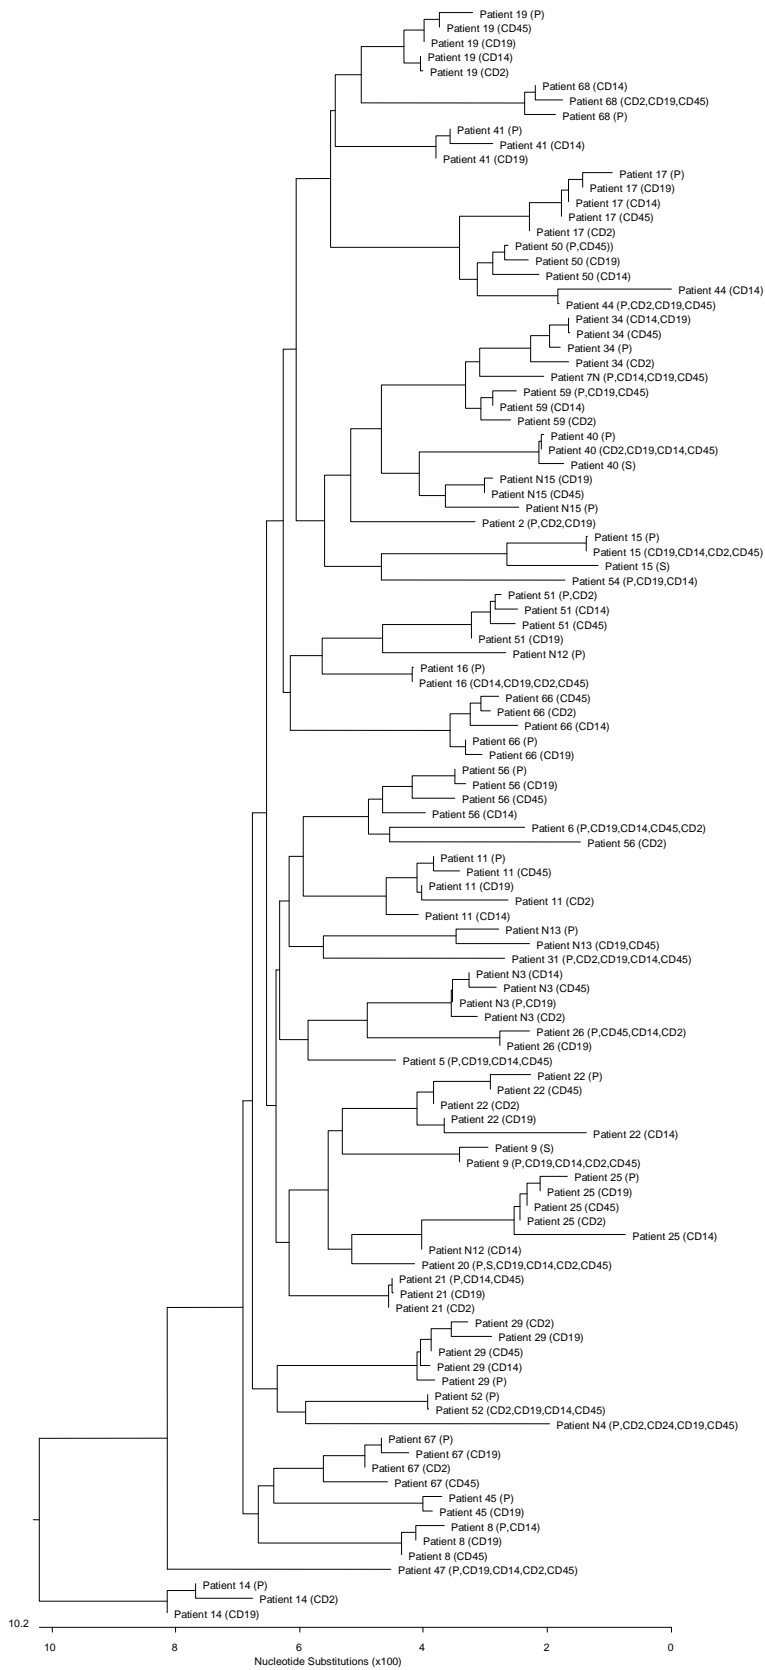 Patient 19 (P)
Patient 19 (CD45)
Patient 19 (CD19)
Patient 19 (CD14)
Patient 19 (CD2)
Patient 68 (CD14)
Patient 68 (CD2,CD19,CD45)
Patient 68 (P)
Patient 41 (P)
Patient 41 (CD14)
Patient 41 (CD19)
Patient 17 (P)
Patient 17 (CD19)
Patient 17 (CD14)
Patient 17 (CD45)
Patient 17 (CD2)
Patient 50 (P,CD45))
Patient 50 (CD19)
Patient 50 (CD14)
Patient 44 (CD14)
Patient 44 (P,CD2,CD19,CD45)
Patient 34 (CD14,CD19)
Patient 34 (CD45)
Patient 34 (P)
Patient 34 (CD2)
Patient 7N (P,CD14,CD19,CD45)
Patient 59 (P,CD19,CD45)
Patient 59 (CD14)
Patient 59 (CD2)
Patient 40 (P)
Patient 40 (CD2,CD19,CD14,CD45)
Patient 40 (S)
Patient N15 (CD19)
Patient N15 (CD45)
Patient N15 (P)
Patient 2 (P,CD2,CD19)
Patient 15 (P)
Patient 15 (CD19,CD14,CD2,CD45)
Patient 15 (S)
Patient 54 (P,CD19,CD14)
Patient 51 (P,CD2)
Patient 51 (CD14)
Patient 51 (CD45)
Patient 51 (CD19)
Patient N12 (P)
Patient 16 (P)
Patient 16 (CD14,CD19,CD2,CD45)
Patient 66 (CD45)
Patient 66 (CD2)
Patient 66 (CD14)
Patient 66 (P)
Patient 66 (CD19)
Patient 56 (P)
Patient 56 (CD19)
Patient 56 (CD45)
Patient 56 (CD14)
Patient 6 (P,CD19,CD14,CD45,CD2)
Patient 56 (CD2)
Patient 11 (P)
Patient 11 (CD45)
Patient 11 (CD19)
Patient 11 (CD2)
Patient 11 (CD14)
Patient N13 (P)
Patient N13 (CD19,CD45)
Patient 31 (P,CD2,CD19,CD14,CD45)
Patient N3 (CD14)
Patient N3 (CD45)
Patient N3 (P,CD19)
Patient N3 (CD2)
Patient 26 (P,CD45,CD14,CD2)
Patient 26 (CD19)
Patient 5 (P,CD19,CD14,CD45)
Patient 22 (P)
Patient 22 (CD45)
Patient 22 (CD2)
Patient 22 (CD19)
Patient 22 (CD14)
Patient 9 (S)
Patient 9 (P,CD19,CD14,CD2,CD45)
Patient 25 (P)
Patient 25 (CD19)
Patient 25 (CD45)
Patient 25 (CD2)
Patient 25 (CD14)
Patient N12 (CD14)
Patient 20 (P,S,CD19,CD14,CD2,CD45)
Patient 21 (P,CD14,CD45)
Patient 21 (CD19)
Patient 21 (CD2)
Patient 29 (CD2)
Patient 29 (CD19)
Patient 29 (CD45)
Patient 29 (CD14)
Patient 29 (P)
Patient 52 (P)
Patient 52 (CD2,CD19,CD14,CD45)
Patient N4 (P,CD2,CD24,CD19,CD45)
Patient 67 (P)
Patient 67 (CD19)
Patient 67 (CD2)
Patient 67 (CD45)
Patient 45 (P)
Patient 45 (CD19)
Patient 8 (P,CD14)
Patient 8 (CD19)
Patient 8 (CD45)
Patient 47 (P,CD19,CD14,CD2,CD45)
Patient 14 (P)
Patient 14 (CD2)
Patient 14 (CD19)
10.2
10 8 6 4 2 0
Nucleotide Substitutions (x100)